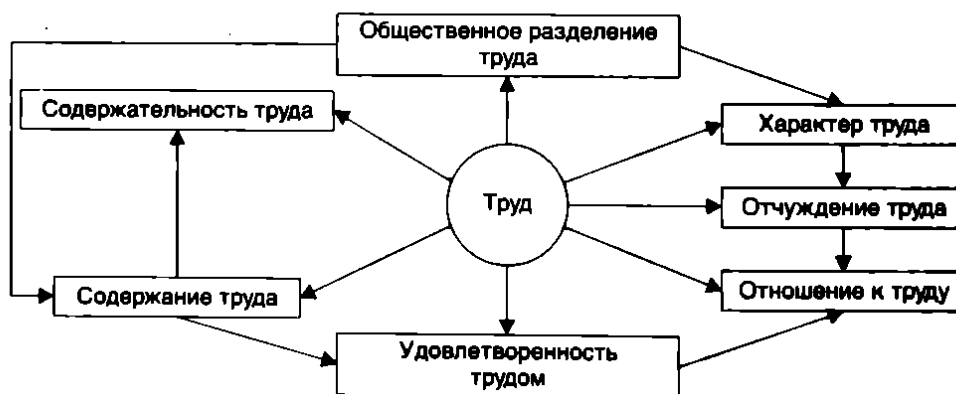 Общественное разделение
труда
Содержательность труда
Характер труда
Труд
Отчуждение труда
Содержание труда
Отношение к труду
Удовлетворенность
трудом